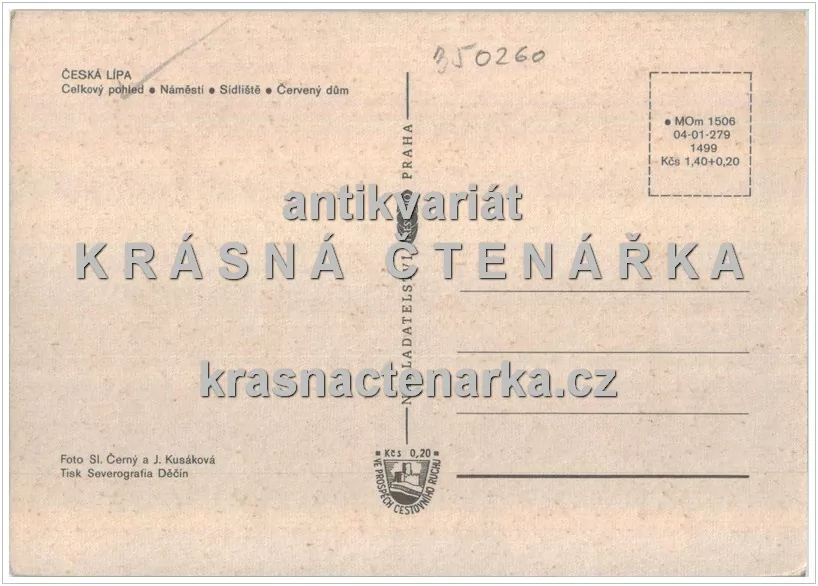 350260
ČESKÁ LÍPA
Celkový pohled ● Náměstí ● Sídliště ● Červený dům
● MOm 1506
04-01-279
1499
Kčs 1,40+0,20
NAKLADATELSTVÍ PRAHA
antikvariát
KRÁSNÁ ČTENÁŘKA
krasnactenarka.cz
Foto Sl. Černý a J. Kusáková
Tisk Severografia Děčín
Kčs 0,20
VE PROSPĚCH CESTOVNÍHO RUCHU